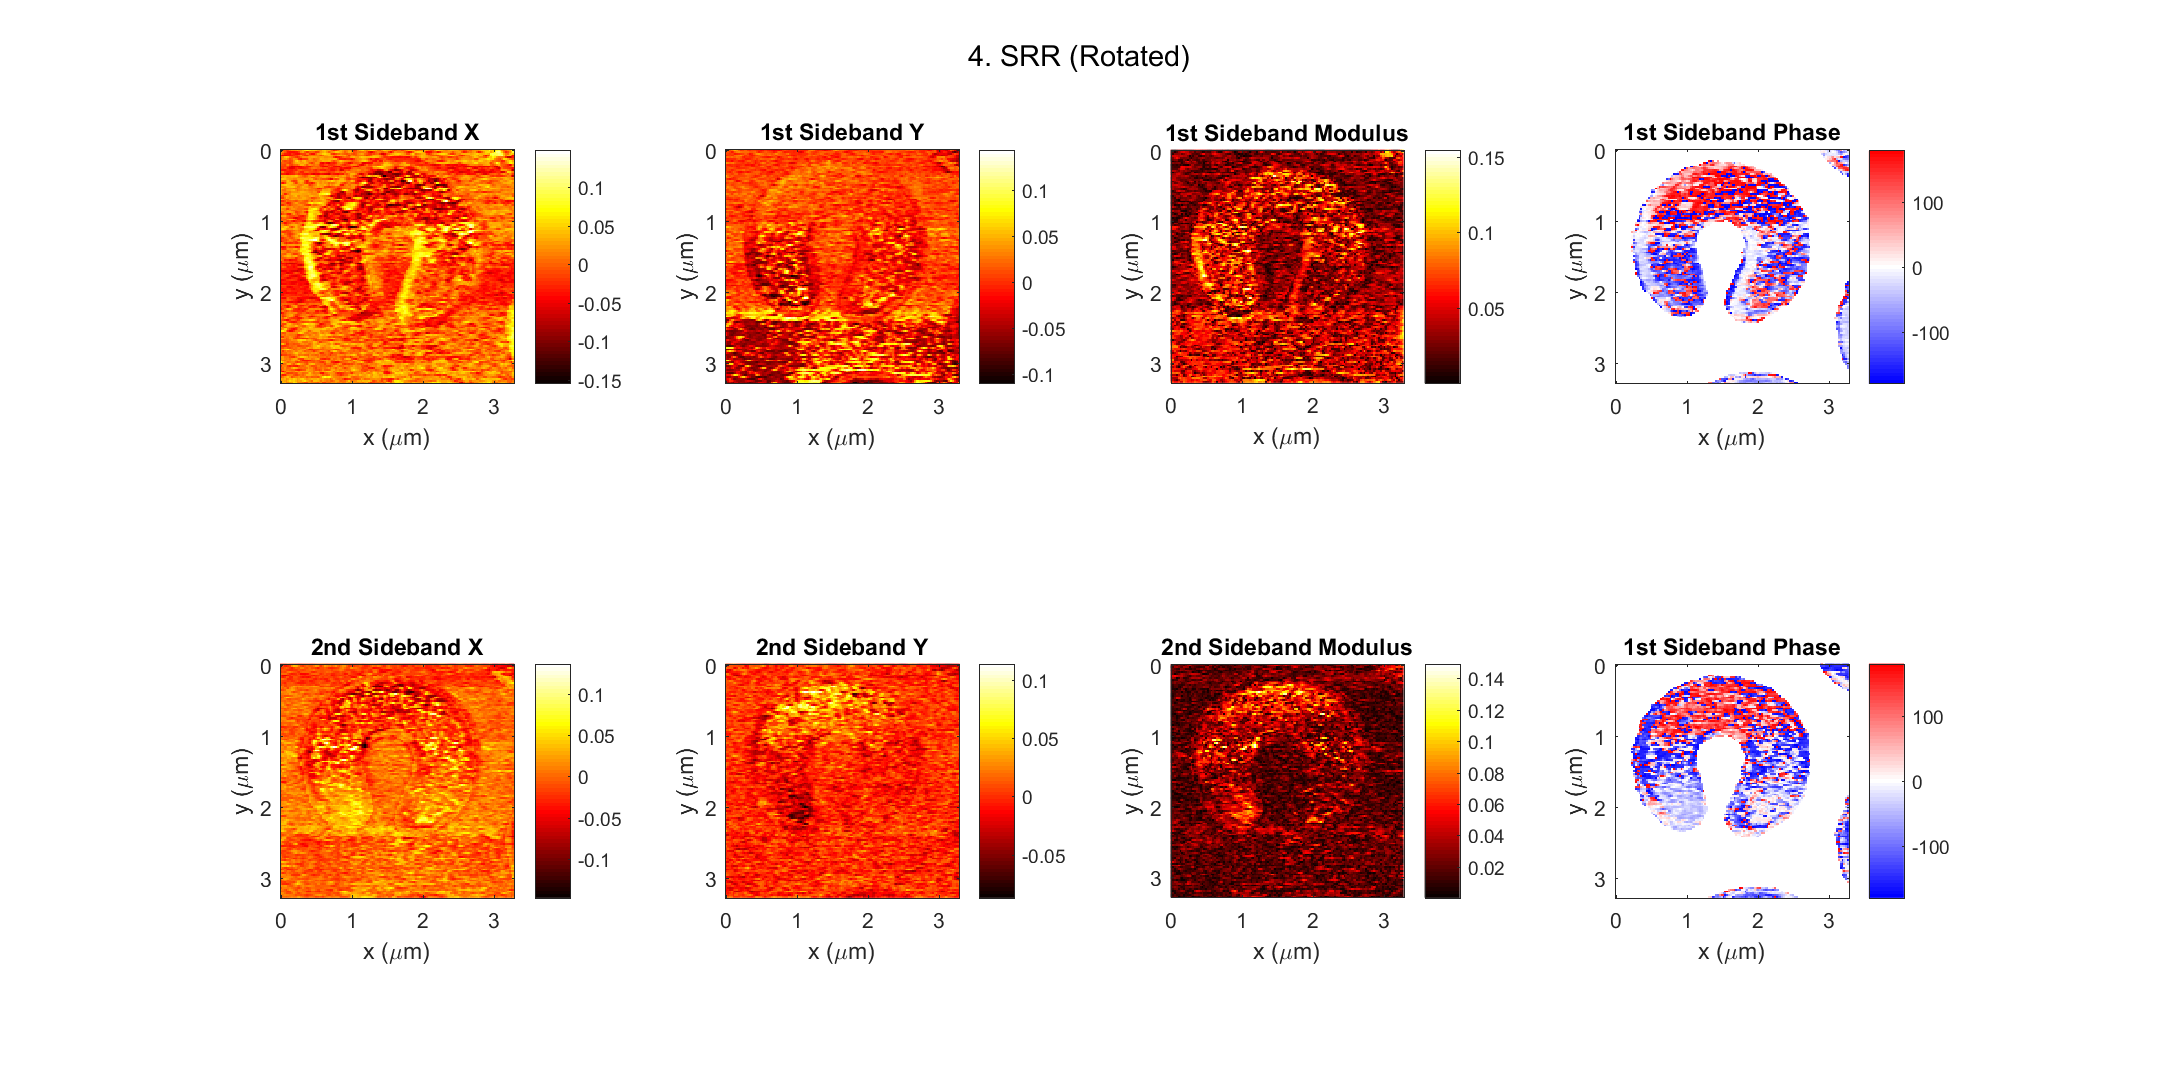 4. SRR (Rotated)
1st Sideband X
0
1
2
3
y (μm)
0 1 2 3
x (μm)
0.1
0.05
0
-0.05
-0.1
-0.15
1st Sideband Y
0
1
2
3
y (μm)
0 1 2 3
x (μm)
0.1
0.05
0
-0.05
-0.1
1st Sideband Modulus
0
1
2
3
y (μm)
0 1 2 3
x (μm)
0.15
0.1
0.05
1st Sideband Phase
0
1
2
3
y (μm)
0 1 2 3
x (μm)
100
0
-100
2nd Sideband X
0
1
2
3
y (μm)
0 1 2 3
x (μm)
0.1
0.05
0
-0.05
-0.1
2nd Sideband Y
0
1
2
3
y (μm)
0 1 2 3
x (μm)
0.1
0.05
0
-0.05
2nd Sideband Modulus
0
1
2
3
y (μm)
0 1 2 3
x (μm)
0.14
0.12
0.1
0.08
0.06
0.04
0.02
1st Sideband Phase
0
1
2
3
y (μm)
0 1 2 3
x (μm)
100
0
-100